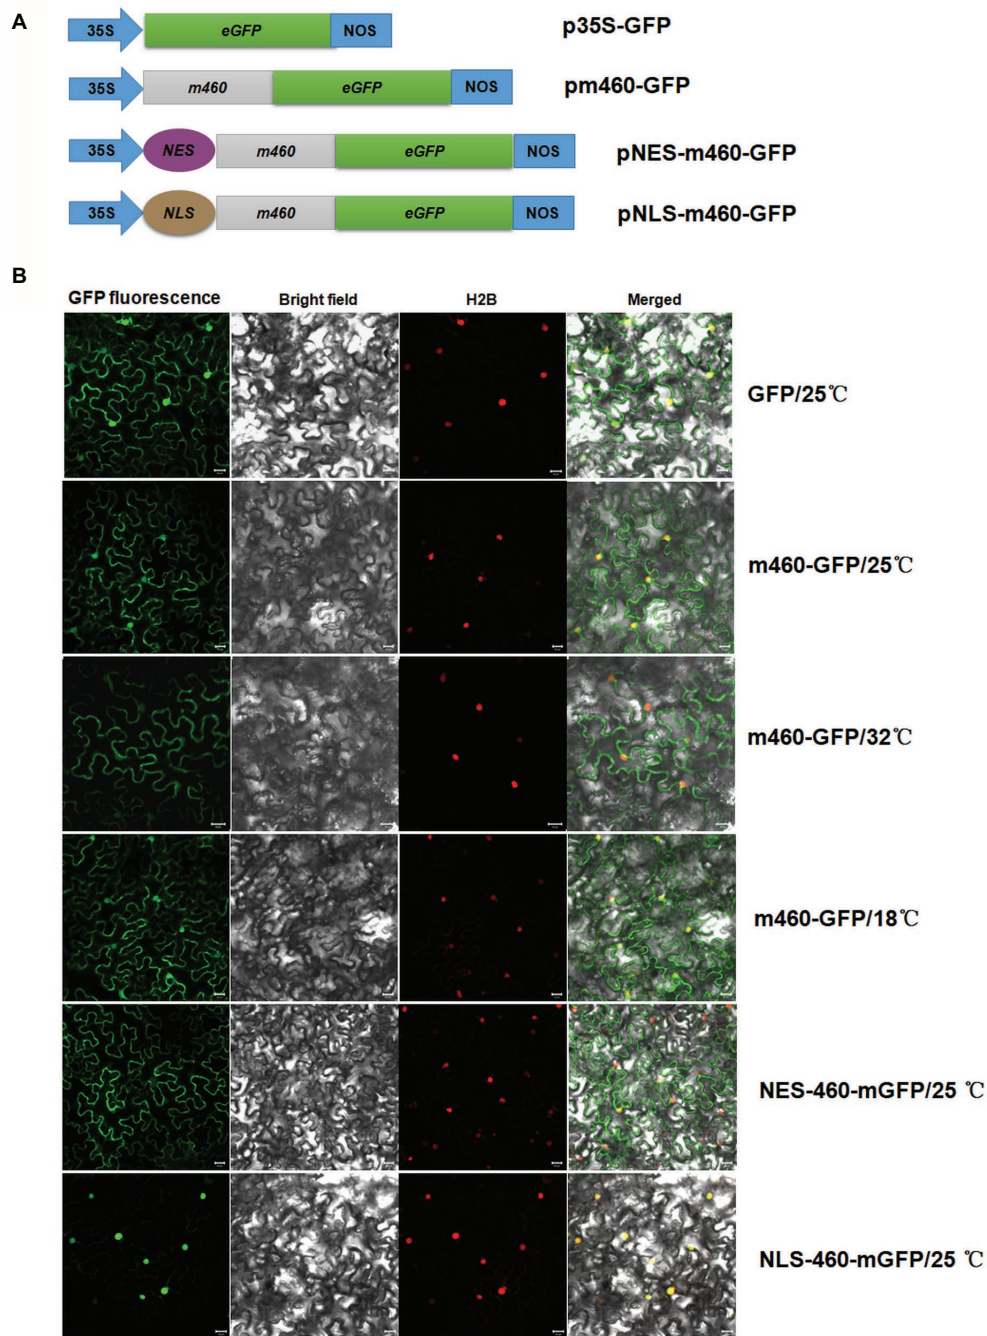 A
35S eGFP NOS p35S-GFP
35S m460 eGFP NOS pm460-GFP
35S NES m460 eGFP NOS pNES-m460-GFP
35S NLS m460 eGFP NOS pNLS-m460-GFP
B
GFP fluorescence Bright field H2B Merged
GFP/25℃
m460-GFP/25℃
m460-GFP/32℃
m460-GFP/18℃
NES-460-mGFP/25 ℃
NLS-460-mGFP/25 ℃